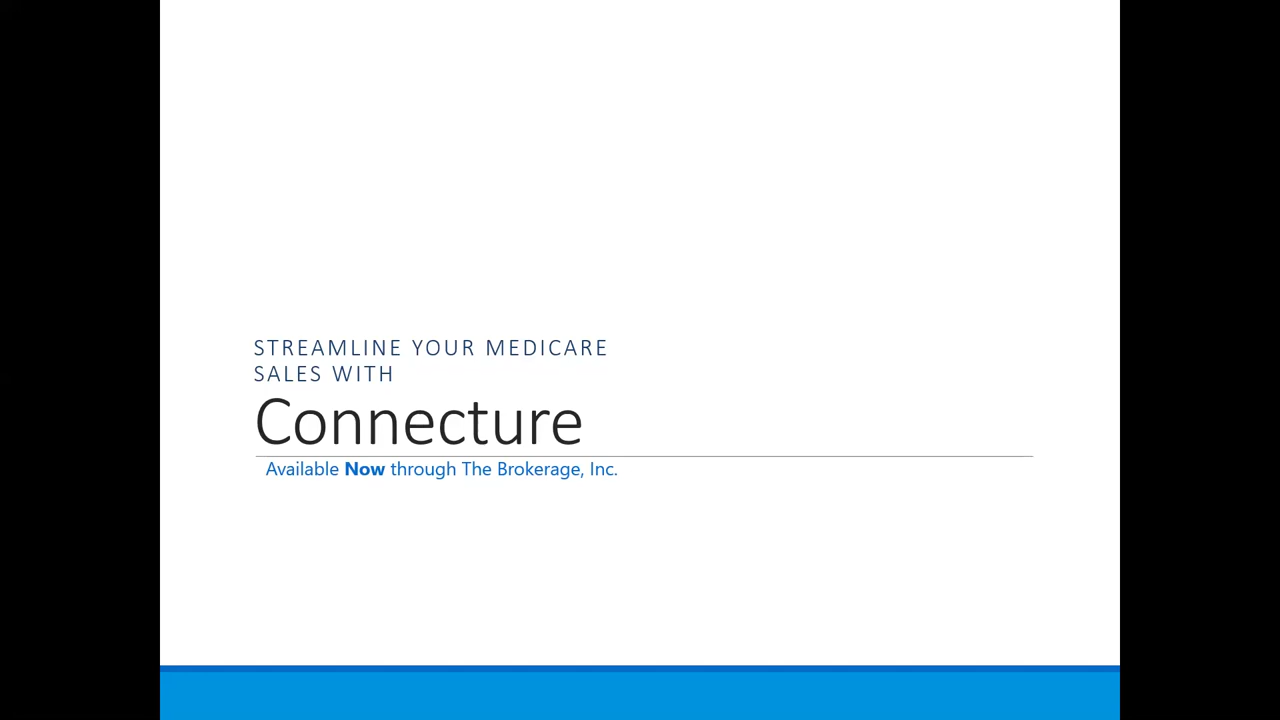 STREAMLINE YOUR MEDICARE
SALES WITH
Connecture
Available Now through The Brokerage, Inc.